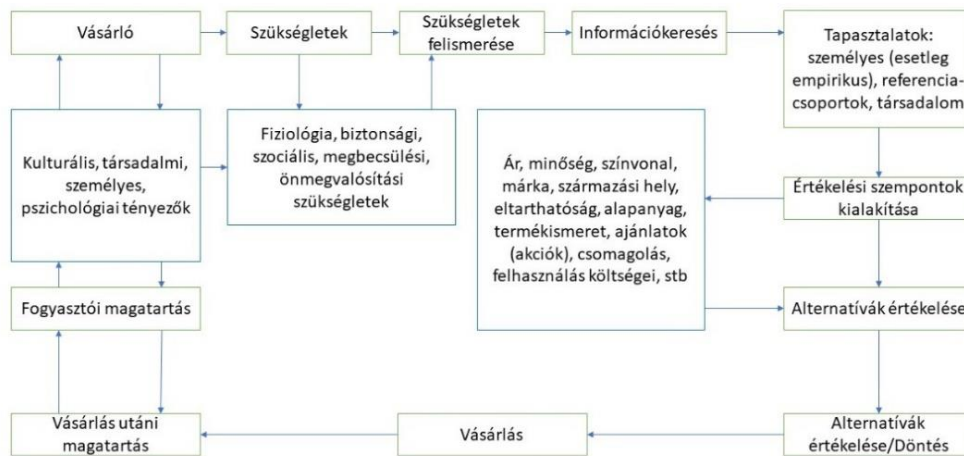 Vásárló
Szükségletek
Szükségletek
felismerése
Információkeresés
Tapasztalatok:
személyes (esetleg
empirikus), referencia-
csoportok, társadalom
Kulturális, társadalmi,
személyes,
pszichológiai tényezők
Fiziológia, biztonsági,
szociális, megbecsülési,
önmegvalósítási
szükségletek
Ár, minőség, színvonal,
márka, származási hely,
eltarthatóság, alapanyag,
termékismeret, ajánlatok
(akciók), csomagolás,
felhasználás költségei, stb
Értékelési szempontok
kialakítása
Fogyasztói magatartás
Alternatívák értékelése
Vásárlás utáni
magatartás
Vásárlás
Alternatívák
értékelése/Döntés